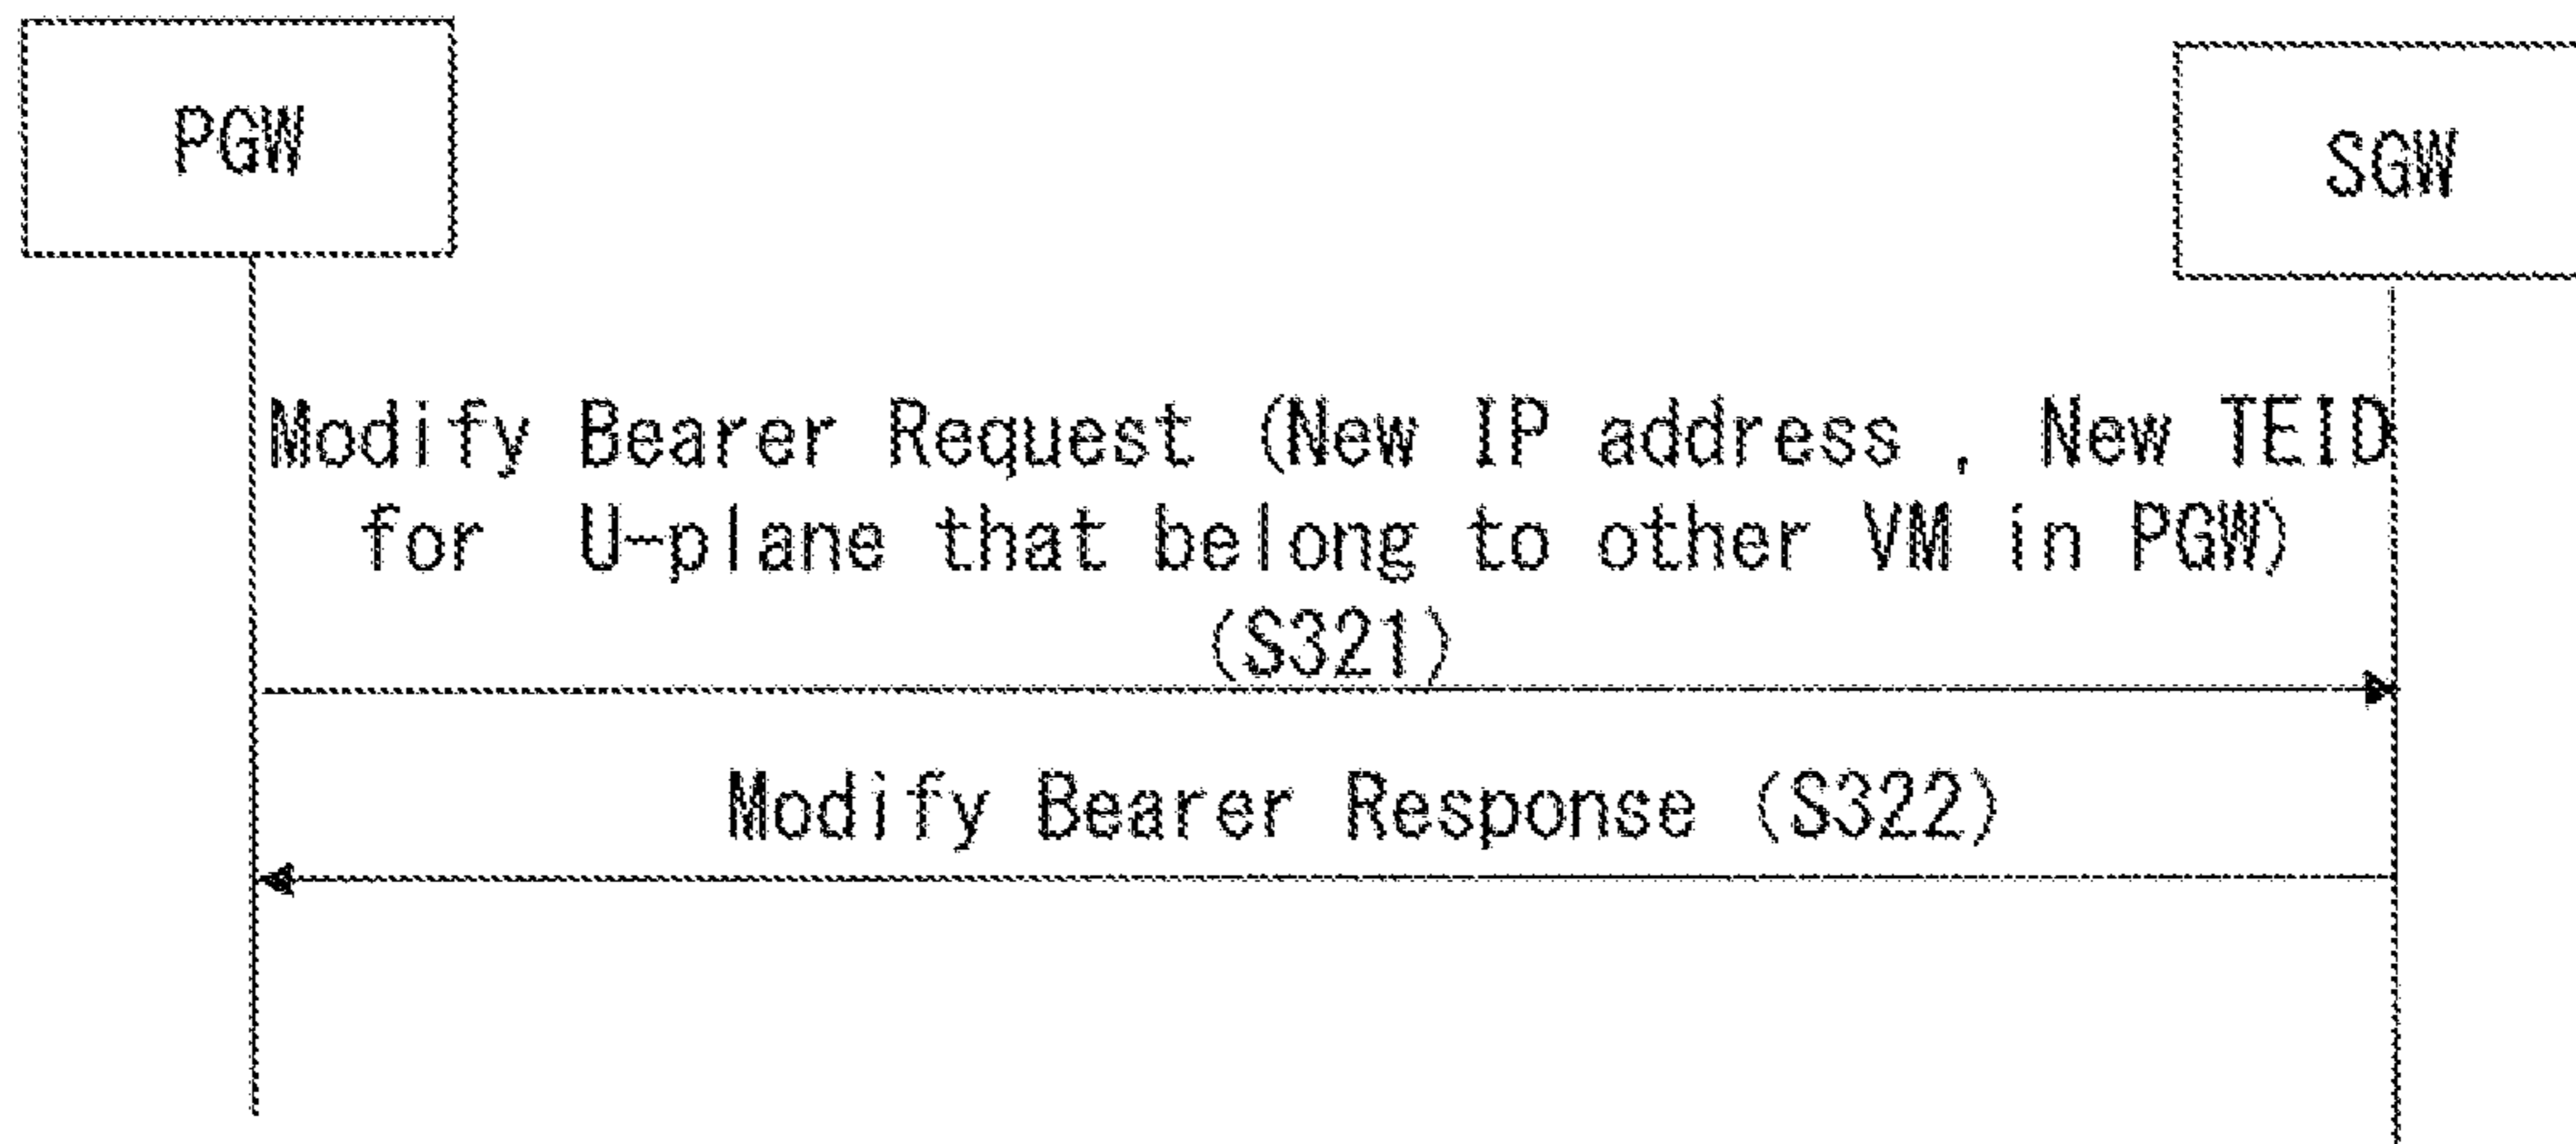 PGW
SGW
Modify Bearer Request (New IP address , New TEID
for U-plane that belong to other VM in PGW)
(S321)
Modify Bearer Response (S322)